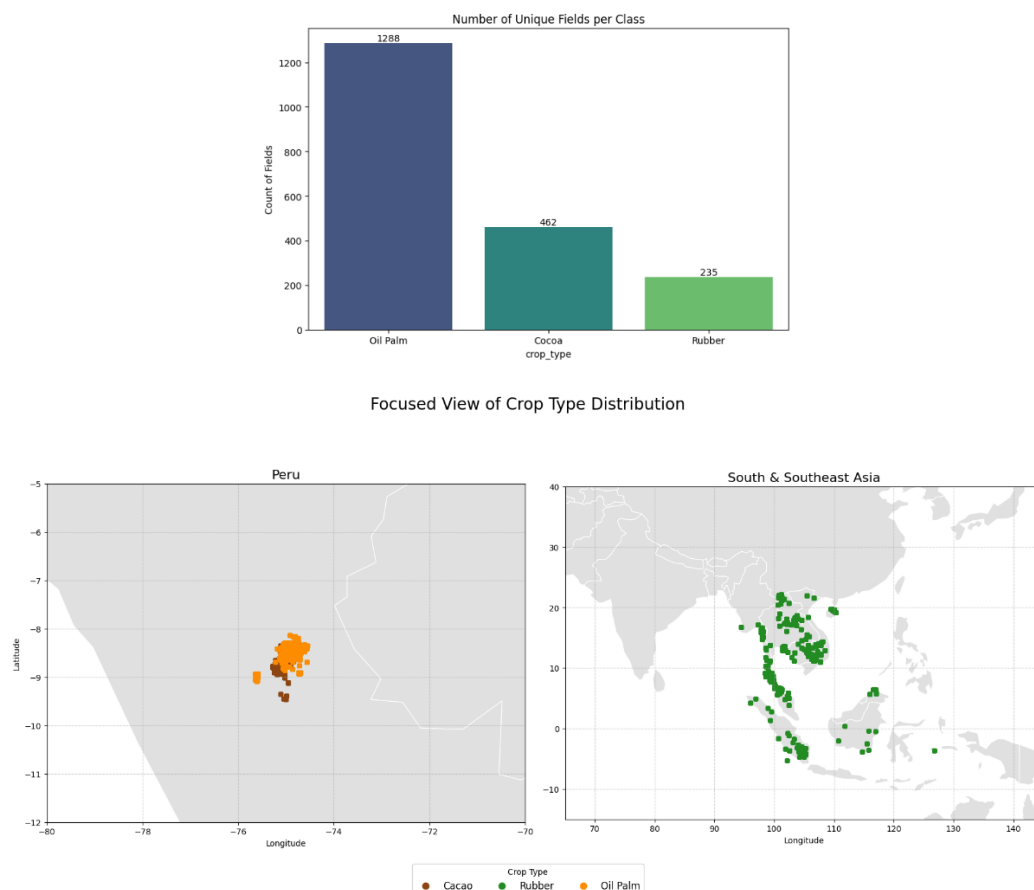 Number of Unique Fields per Class
1288
462
235
1200
1000
800
600
400
200
0
Count of Fields
Oil Palm Cocoa Rubber
crop_type
Focused View of Crop Type Distribution
Peru
−5
−6
−7
−8
−9
−10
−11
−12
Latitude
−80 −78 −76 −74 −72 −70
Longitude
South & Southeast Asia
40
30
20
10
0
−10
70 80 90 100 110 120 130 140
Longitude
Crop Type
Cacao Rubber Oil Palm